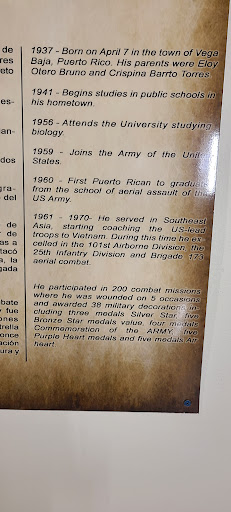 de
res
eto
es-
an-
dos
gra-
o del
r de
e de
as a
tacó
a, la
gada
bate
y fue
ones
trella
once
ación
ura y
1937 - Born on April 7 in the town of Vega
Baja, Puerto Rico. His parents were Eloy
Otero Bruno and Crispina Barrto Torres.
1941 - Begins studies in public schools in
his hometown.
1956 - Attends the University studying
biology.
1959 - Joins the Army of the United
States.
1960 - First Puerto Rican to graduate
from the school of aerial assault of the
US Army.
1961 - 1970- He served in Southeast
Asia, starting coaching the US-lead
troops to Vietnam. During this time he ex-
celled in the 101st Airborne Division, the
25th Infantry Division and Brigade 173
aerial combat.
He participated in 200 combat missions
where he was wounded on 5 occasions
and awarded 38 military decorations in-
cluding three medals Silver Star, five
Bronze Star medals value, four medals
Commemoration of the ARMY, five
Purple Heart medals and five medals Air
heart.